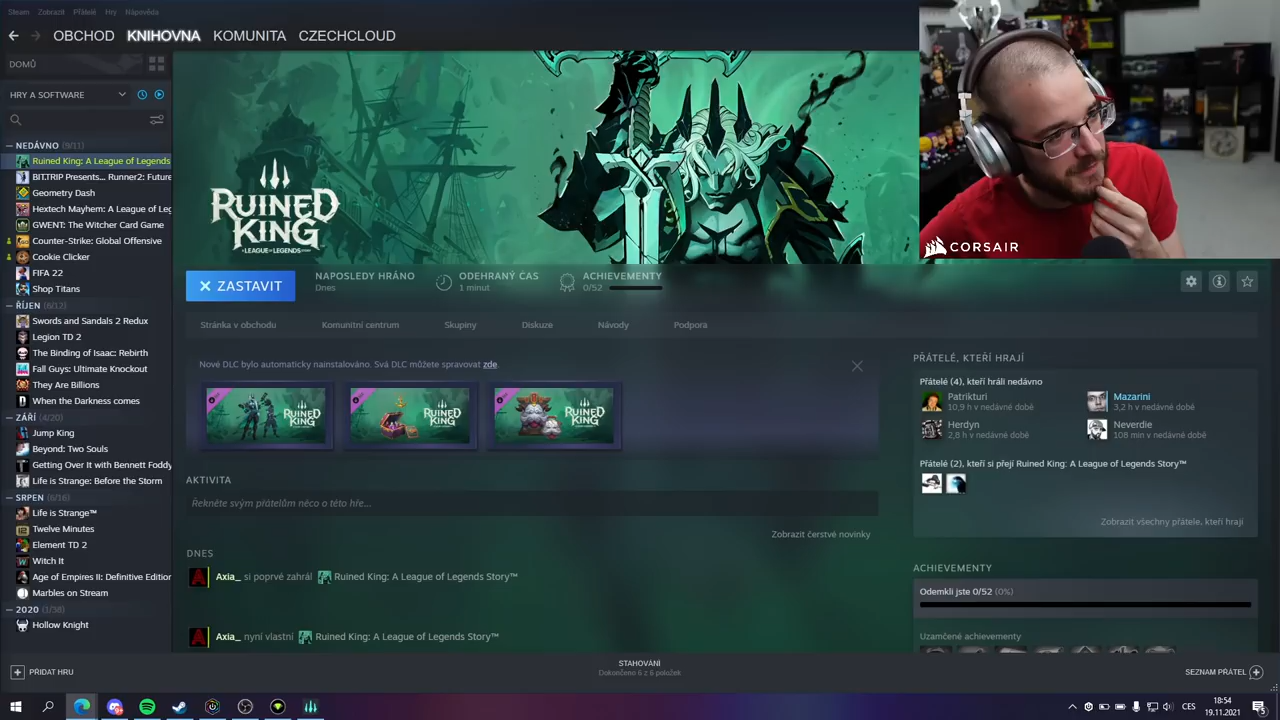 Steam Zobrazit Přátelé Hry Nápověda
OBCHOD KNIHOVNA KOMUNITA CZECHCLOUD
DOMŮ
HRY A SOFTWARE
NEDÁVNO (9/11)
Ruined King: A League of Legends
BIT.TRIP Presents... Runner2: Future
Geometry Dash
Hextech Mayhem: A League of Leg
GWENT: The Witcher Card Game
Counter-Strike: Global Offensive
Cookie Clicker
FIFA 22
Shop Titans
ŘÍJEN (6/12)
Swords and Sandals 2 Redux
Legion TD 2
The Binding of Isaac: Rebirth
Fall Guys: Ultimate Knockout
They Are Billions
When the Darkness comes
ZÁŘÍ (4/20)
Jump King
Beyond: Two Souls
Getting Over It with Bennett Foddy
Life is Strange: Before the Storm
SRPEN (6/16)
Life is Strange™
Twelve Minutes
Element TD 2
Witch It
Age of Empires II: Definitive Edition
Marbles on Stream
2020 (1/38)
Hollow Knight
PŘIDAT HRU
RUINED KING
A LEAGUE OF LEGENDS STORY
CORSAIR
ZASTAVIT
NAPOSLEDY HRÁNO
Dnes
ODEHRANÝ ČAS
1 minut
ACHIEVEMENTY
0/52
Stránka v obchodu Komunitní centrum Skupiny Diskuze Návody Podpora
Nové DLC bylo automaticky nainstalováno. Svá DLC můžete spravovat zde.
RUINED KING
RUINED KING
RUINED KING
AKTIVITA
Řekněte svým přátelům něco o této hře...
Zobrazit čerstvé novinky
DNES
Axia_ si poprvé zahrál Ruined King: A League of Legends Story™
Axia_ nyní vlastní Ruined King: A League of Legends Story™
PŘÁTELÉ, KTEŘÍ HRAJÍ
Přátelé (4), kteří hráli nedávno
Patrikturi
10,9 h v nedávné době
Mazarini
3,2 h v nedávné době
Herdyn
2,8 h v nedávné době
Neverdie
108 min v nedávné době
Přátelé (2), kteří si přejí Ruined King: A League of Legends Story™
Zobrazit všechny přátele, kteří hrají
ACHIEVEMENTY
Odemkli jste 0/52 (0%)
Uzamčené achievementy
STAHOVÁNÍ
Dokončeno 6 z 6 položek
SEZNAM PŘÁTEL
CES
18:54
19.11.2021
5